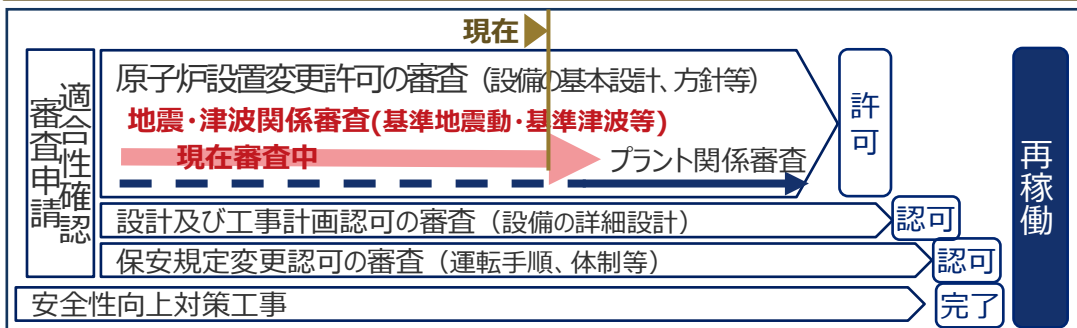 現在
適合性確認
審査申請
原子炉設置変更許可の審査（設備の基本設計、方針等）
地震・津波関係審査(基準地震動・基準津波等)
現在審査中
プラント関係審査
許可
設計及び工事計画認可の審査（設備の詳細設計）
認可
保安規定変更認可の審査（運転手順、体制等）
認可
安全性向上対策工事
完了
再稼働